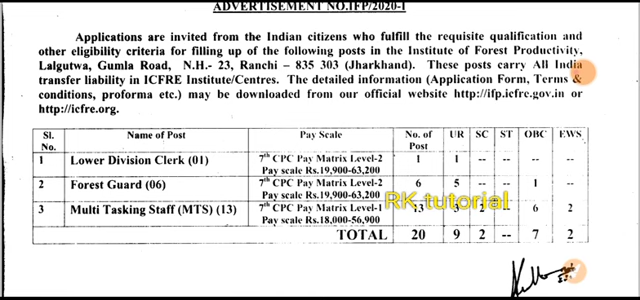 ADVERTISEMENT NO.IFP/2020-1
Applications are invited from the Indian citizens who fulfill the requisite qualification and
other eligibility criteria for filling up of the following posts in the Institute of Forest Productivity,
Lalgutwa, Gumla Road, N.H.- 23, Ranchi – 835 303 (Jharkhand). These posts carry All India
transfer liability in ICFRE Institute/Centres. The detailed information (Application Form, Terms &
conditions, proforma etc.) may be downloaded from our official website http://ifp.icfre.gov.in or
http://icfre.org.
Sl. No. Name of Post Pay Scale No. of Post UR SC ST OBC EWS
1 Lower Division Clerk (01) 7th CPC Pay Matrix Level-2 1 1 -- -- -- --
Pay scale Rs.19,900-63,200
2 Forest Guard (06) 7th CPC Pay Matrix Level-2 6 5 -- -- 1 --
Pay scale Rs.19,900-63,200
3 Multi Tasking Staff (MTS) (13) 7th CPC Pay Matrix Level-1 13 3 2 -- 6 2
Pay scale Rs.18,000-56,900
RK tutorial
TOTAL 20 9 2 -- 7 2